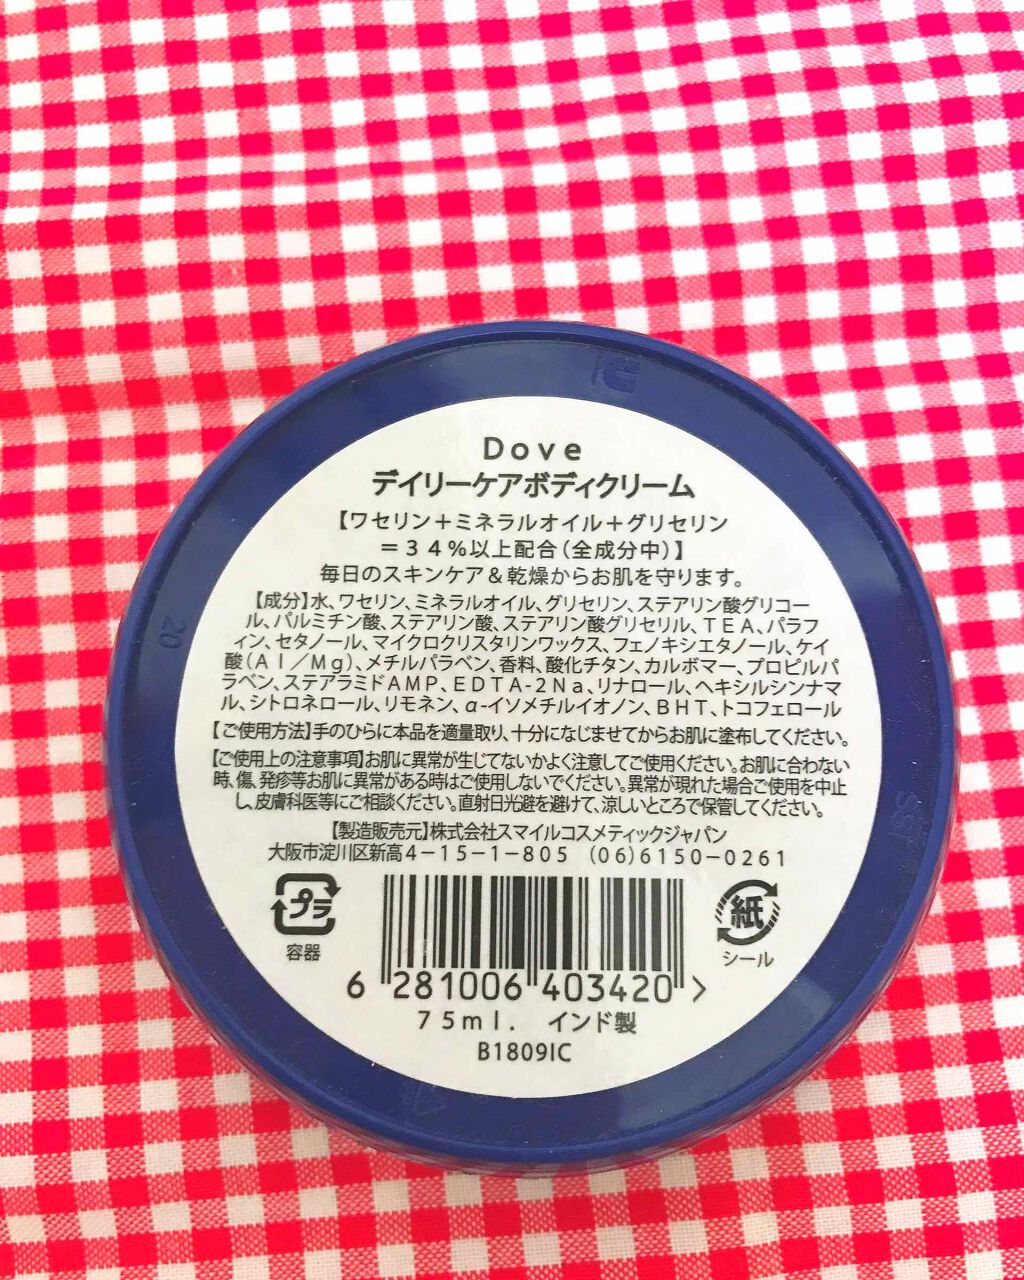 Dove
デイリーケアボディクリーム
【ワセリン＋ミネラルオイル＋グリセリン
＝３４％以上配合（全成分中）】
毎日のスキンケア＆乾燥からお肌を守ります。
【成分】水、ワセリン、ミネラルオイル、グリセリン、ステアリン酸グリコー
ル、パルミチン酸、ステアリン酸、ステアリン酸グリセリル、ＴＥＡ、パラフ
ィン、セタノール、マイクロクリスタリンワックス、フェノキシエタノール、ケイ
酸（Ａｌ／Ｍｇ）、メチルパラベン、香料、酸化チタン、カルボマー、プロピルパ
ラベン、ステアラミドＡＭＰ、ＥＤＴＡ-２Ｎａ、リナロール、ヘキシルシンナマ
ル、シトロネロール、リモネン、α-イソメチルイオノン、ＢＨＴ、トコフェロール
【ご使用方法】手のひらに本品を適量取り、十分になじませてからお肌に塗布してください。
【ご使用上の注意事項】お肌に異常が生じてないかよく注意してご使用ください。お肌に合わない
時、傷、発疹等お肌に異常がある時はご使用しないでください。異常が現れた場合ご使用を中止
し、皮膚科医等にご相談ください。直射日光避を避けて、涼しいところで保管してください。
【製造販売元】株式会社スマイルコスメティックジャパン
大阪市淀川区新高４－１５－１－８０５ （０６）６１５０－０２６１
プラ
容器
紙
シール
6 281006 403420 >
７５ｍｌ． インド製
B1809IC
20